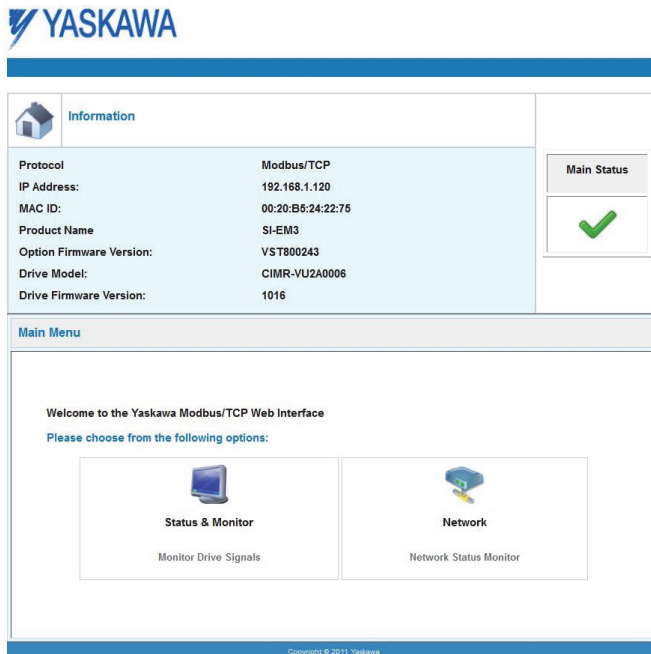 YASKAWA
Information
Protocol Modbus/TCP
IP Address: 192.168.1.120
MAC ID: 00:20:B5:24:22:75
Product Name SI-EM3
Option Firmware Version: VST800243
Drive Model: CIMR-VU2A0006
Drive Firmware Version: 1016
Main Status
Main Menu
Welcome to the Yaskawa Modbus/TCP Web Interface
Please choose from the following options:
Status & Monitor
Monitor Drive Signals
Network
Network Status Monitor
Copyright © 2011 Yaskawa